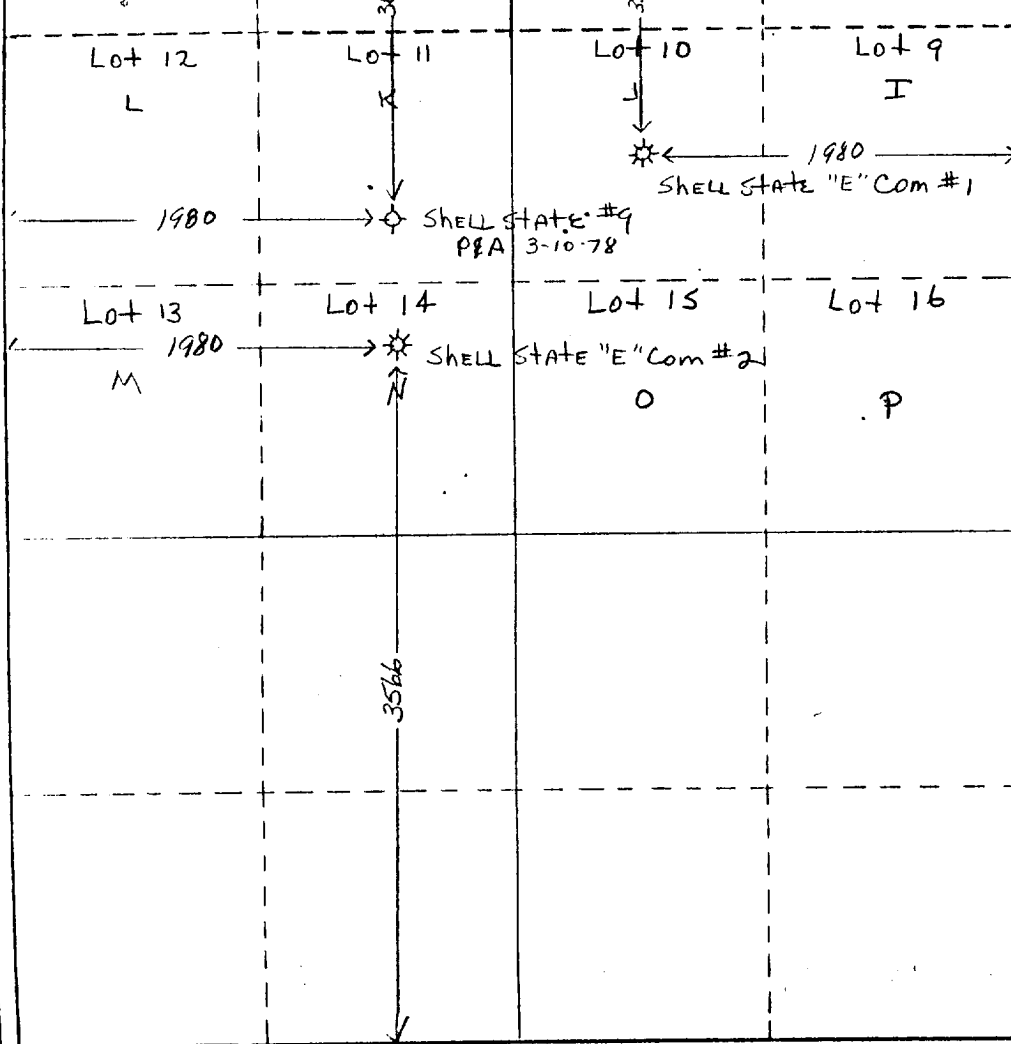 Lot 12
Lot 11
Lot 10
Lot 9
L
K
J
I
1980
Shell State "E" Com #1
1980
Shell State #9
P&A 3-10-78
Lot 13
Lot 14
Lot 15
Lot 16
1980
Shell State "E" Com #2
M
N
O
P
3566